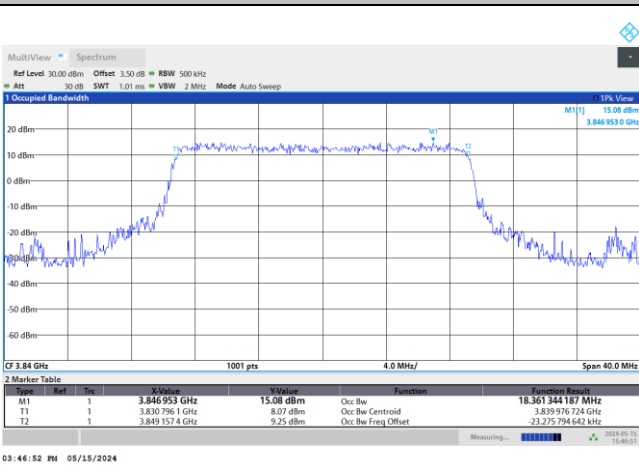 MultiView Spectrum
Ref Level 30.00 dBm Offset 3.50 dB RBW 500 kHz
Att 30 dB SWT 1.01 ms VBW 2 MHz Mode Auto Sweep
1 Occupied Bandwidth 1Pk View
M1[1] 15.08 dBm
3.846 953 0 GHz
20 dBm
M1
T1 T2
10 dBm
0 dBm
-10 dBm
-20 dBm
-30 dBm
-40 dBm
-50 dBm
-60 dBm
CF 3.84 GHz 1001 pts 4.0 MHz/ Span 40.0 MHz
2 Marker Table
Type Ref Trc X-Value Y-Value Function Function Result
M1 1 3.846953 GHz 15.08 dBm Occ Bw 18.361 344 187 MHz
T1 1 3.830 796 1 GHz 8.07 dBm Occ Bw Centroid 3.839 976 724 GHz
T2 1 3.849 157 4 GHz 9.25 dBm Occ Bw Freq Offset -23.275 794 642 kHz
Measuring... 2024-05-15
15:46:51
03:46:52 PM 05/15/2024